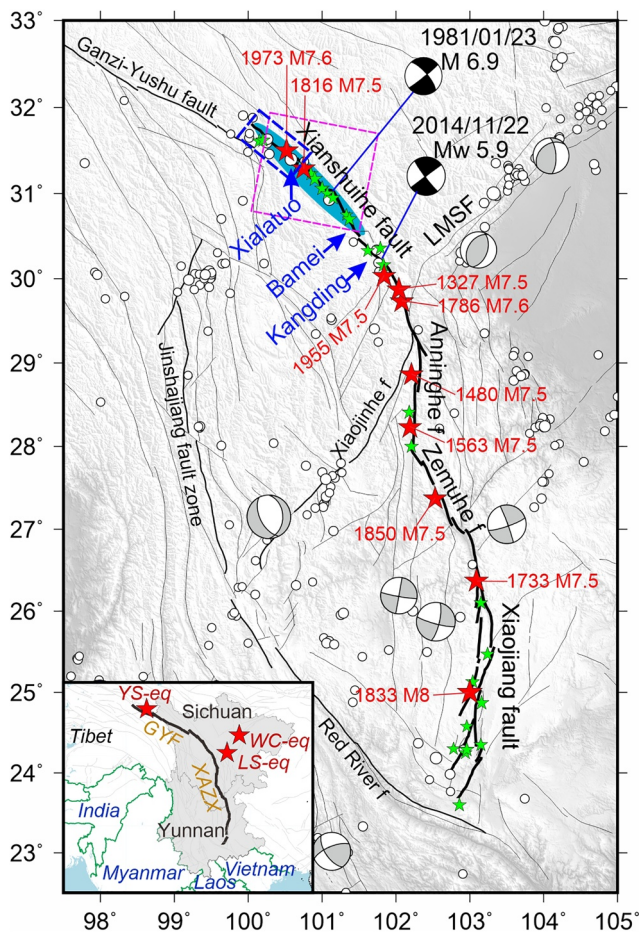 33°
32°
31°
30°
29°
28°
27°
26°
25°
24°
23°
1981/01/23
M 6.9
1973 M7.6
1816 M7.5
2014/11/22
Mw 5.9
Ganzi-Yushu fault
Xianshuihe fault
LMSF
Xialatuo
Bamei
Kangding
1327 M7.5
1786 M7.6
1955 M7.5
Anninghe f
Jinshajiang fault zone
Xiaojinhe f
1480 M7.5
1563 M7.5
Zemuhe f
1850 M7.5
1733 M7.5
Xiaojiang fault
1833 M8
Red River f
YS-eq
Sichuan
GYF
WC-eq
Tibet
LS-eq
XAZX
India
Yunnan
Myanmar
Vietnam
Laos
98°
99°
100°
101°
102°
103°
104°
105°